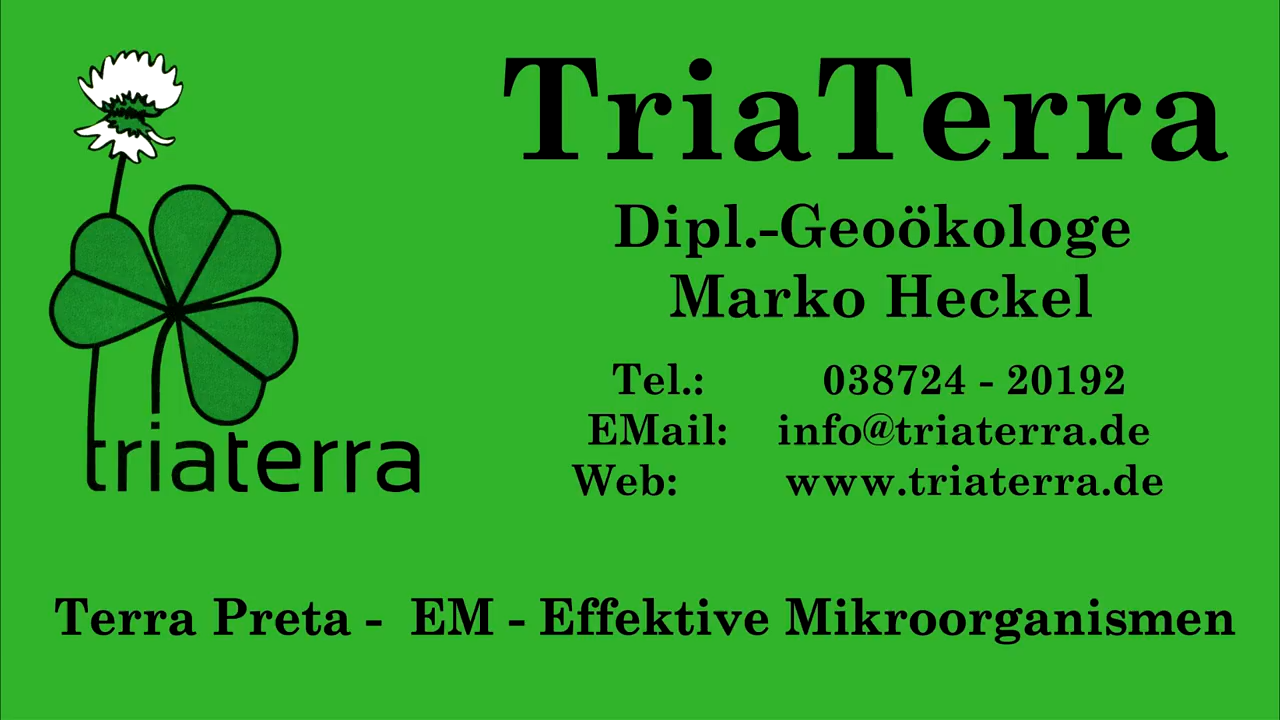 TriaTerra
Dipl.-Geoökologe
Marko Heckel
Tel.: 038724 - 20192
EMail: info@triaterra.de
Web: www.triaterra.de
triaterra
Terra Preta - EM - Effektive Mikroorganismen